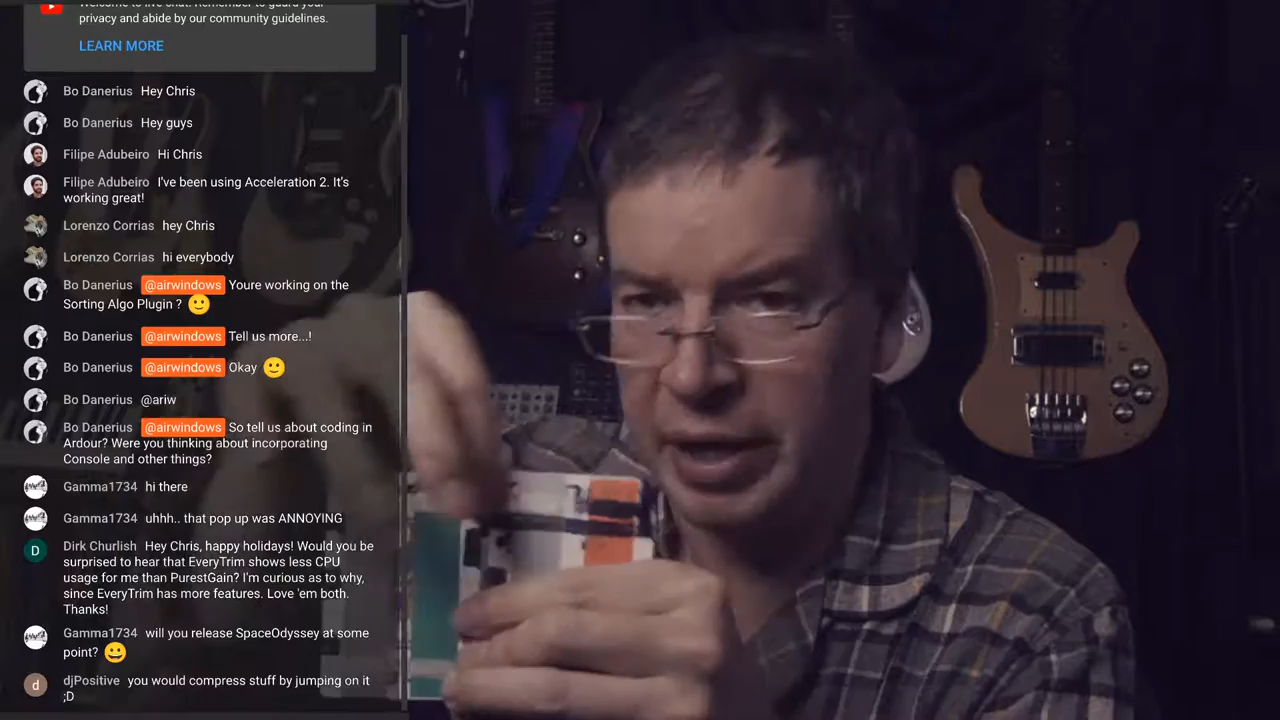 Welcome to live chat! Remember to guard your
privacy and abide by our community guidelines.
LEARN MORE
Bo Danerius Hey Chris
Bo Danerius Hey guys
Filipe Adubeiro Hi Chris
Filipe Adubeiro I've been using Acceleration 2. It's
working great!
Lorenzo Corrias hey Chris
Lorenzo Corrias hi everybody
Bo Danerius @airwindows Youre working on the
Sorting Algo Plugin ? 🙂
Bo Danerius @airwindows Tell us more...!
Bo Danerius @airwindows Okay 🙂
Bo Danerius @ariw
Bo Danerius @airwindows So tell us about coding in
Ardour? Were you thinking about incorporating
Console and other things?
Gamma1734 hi there
Gamma1734 uhhh.. that pop up was ANNOYING
D
Dirk Churlish Hey Chris, happy holidays! Would you be
surprised to hear that EveryTrim shows less CPU
usage for me than PurestGain? I'm curious as to why,
since EveryTrim has more features. Love 'em both.
Thanks!
Gamma1734 will you release SpaceOdyssey at some
point? 😀
d
djPositive you would compress stuff by jumping on it
;D